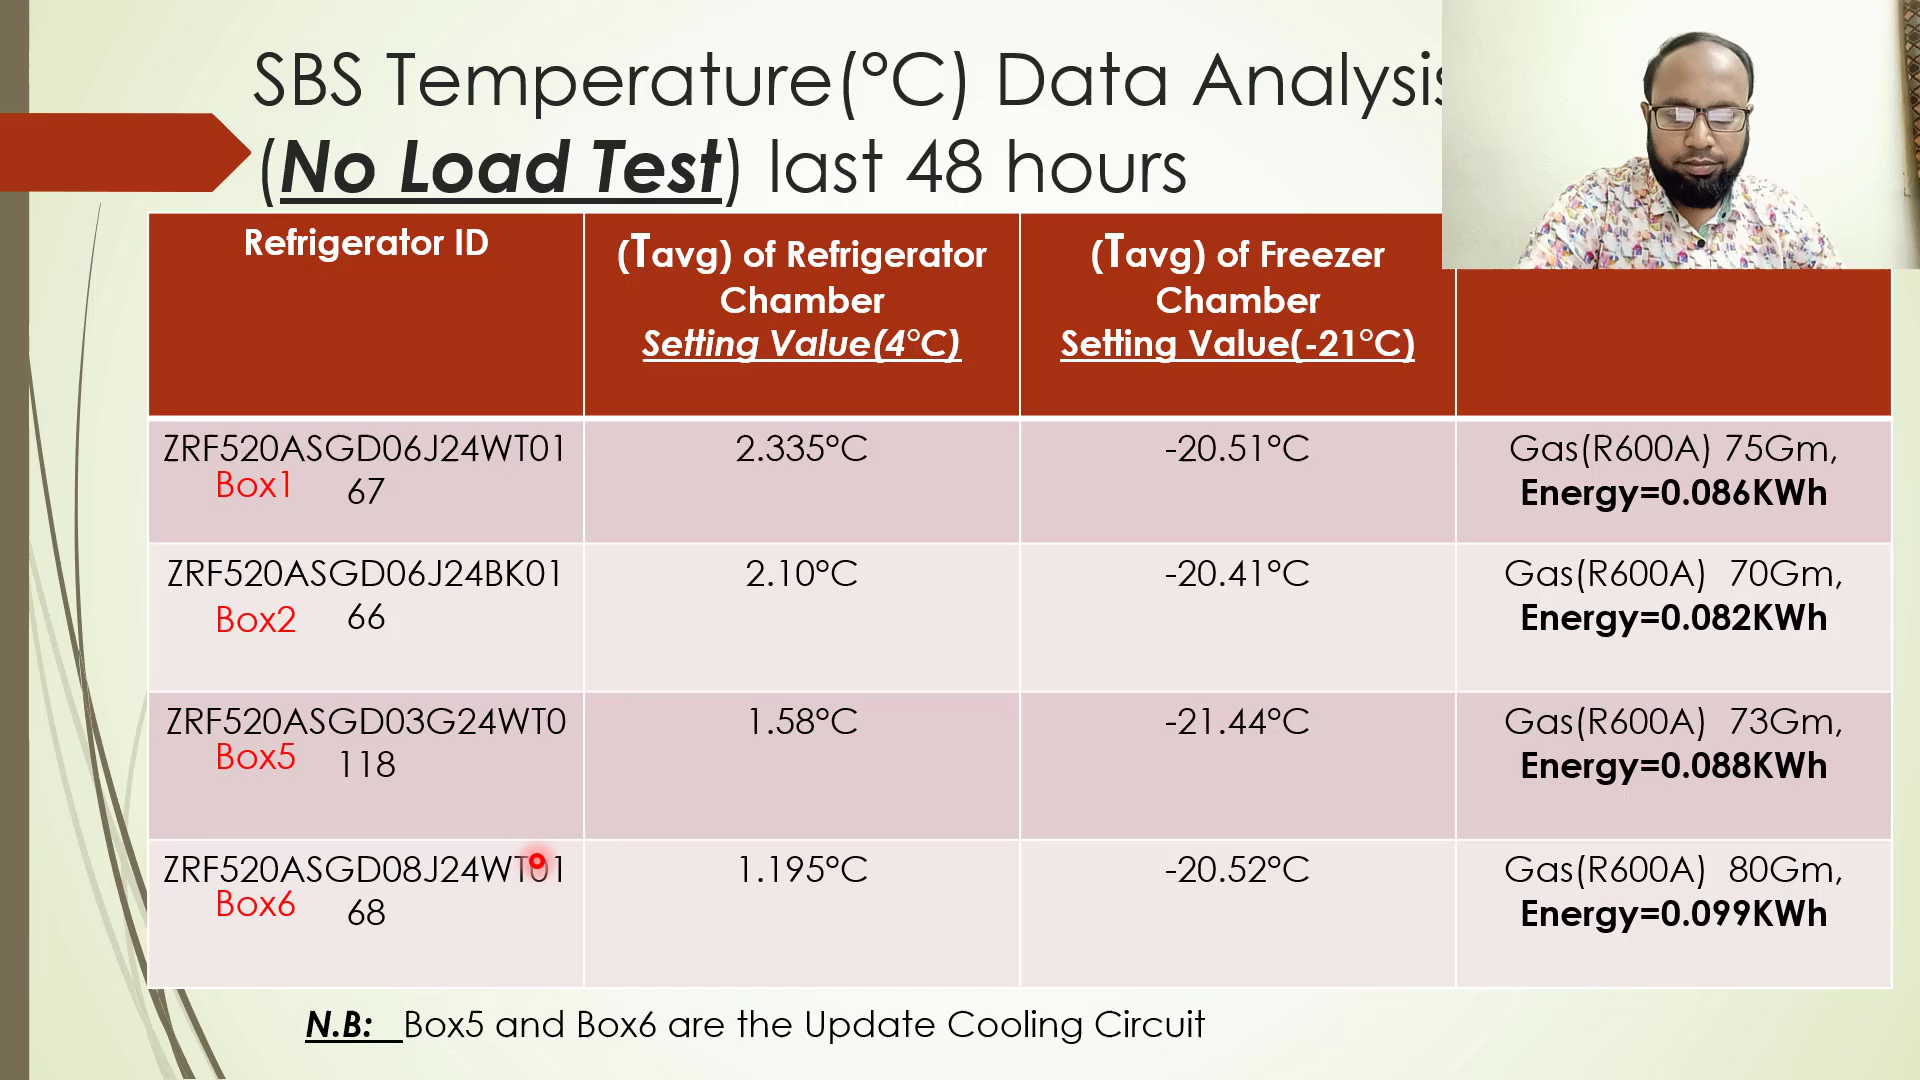 SBS Temperature(°C) Data Analysis
(No Load Test) last 48 hours
Refrigerator ID
(Tavg) of Refrigerator
Chamber
Setting Value(4°C)
(Tavg) of Freezer
Chamber
Setting Value(-21°C)
ZRF520ASGD06J24WT01
Box1 67
2.335°C
-20.51°C
Gas(R600A) 75Gm,
Energy=0.086KWh
ZRF520ASGD06J24BK01
Box2 66
2.10°C
-20.41°C
Gas(R600A) 70Gm,
Energy=0.082KWh
ZRF520ASGD03G24WT0
Box5 118
1.58°C
-21.44°C
Gas(R600A) 73Gm,
Energy=0.088KWh
ZRF520ASGD08J24WT01
Box6 68
1.195°C
-20.52°C
Gas(R600A) 80Gm,
Energy=0.099KWh
N.B: Box5 and Box6 are the Update Cooling Circuit